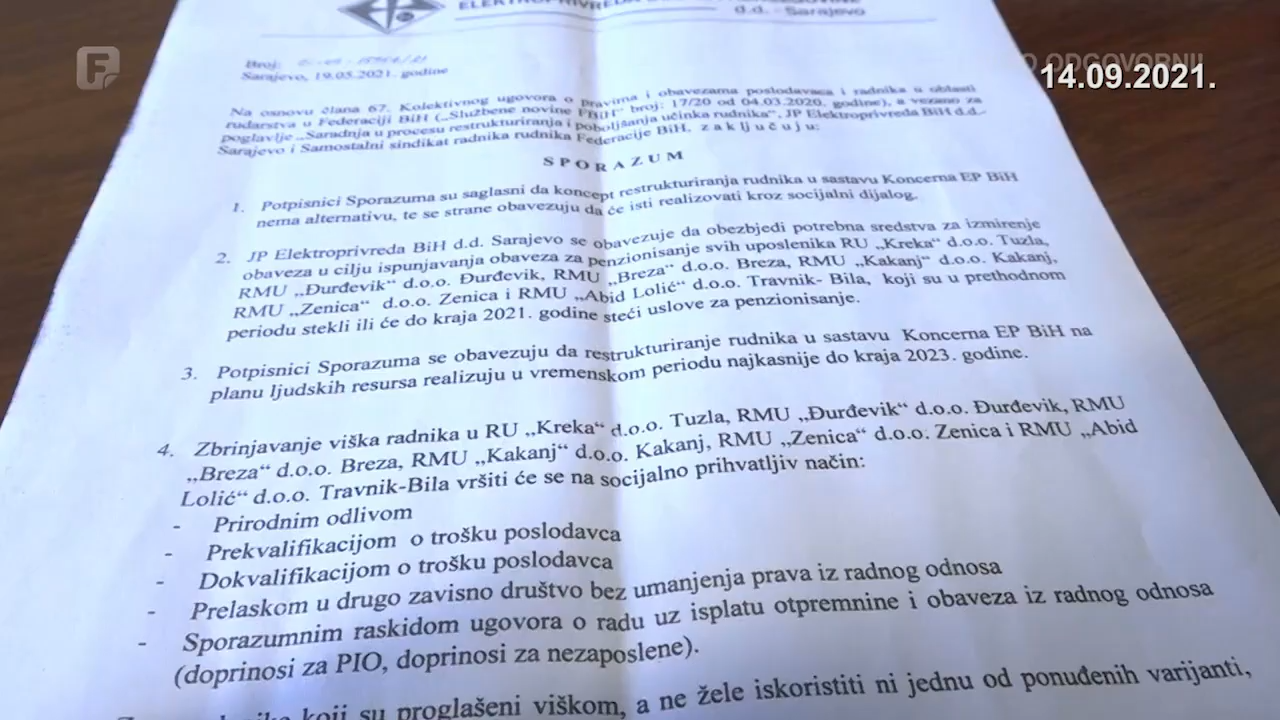 d.d. - Sarajevo
F
ODGOVORNI
14.09.2021.
Broj:
Sarajevo, 19.05.2021. godine
Na osnovu člana 67. Kolektivnog ugovora o pravima i obavezama poslodavaca i radnika u oblasti
rudarstva u Federaciji BiH („Službene novine FBiH" broj: 17/20 od 04.03.2020. godine), a vezano za
poglavlje „Saradnja u procesu restrukturiranja i poboljšanja učinka rudnika", JP Elektroprivreda BiH d.d.-
Sarajevo i Samostalni sindikat radnika rudnika Federacije BiH, z a k lj u č u j u:
S P O R A Z U M
1. Potpisnici Sporazuma su saglasni da koncept restrukturiranja rudnika u sastavu Koncerna EP BiH
nema alternativu, te se strane obavezuju da će isti realizovati kroz socijalni dijalog.
2. JP Elektroprivreda BiH d.d. Sarajevo se obavezuje da obezbjedi potrebna sredstva za izmirenje
obaveza u cilju ispunjavanja obaveza za penzionisanje svih uposlenika RU „Kreka" d.o.o. Tuzla,
RMU „Đurđevik" d.o.o. Đurđevik, RMU „Breza" d.o.o. Breza, RMU „Kakanj" d.o.o. Kakanj,
RMU „Zenica" d.o.o. Zenica i RMU „Abid Lolić" d.o.o. Travnik- Bila, koji su u prethodnom
periodu stekli ili će do kraja 2021. godine steći uslove za penzionisanje.
3. Potpisnici Sporazuma se obavezuju da restrukturiranje rudnika u sastavu Koncerna EP BiH na
planu ljudskih resursa realizuju u vremenskom periodu najkasnije do kraja 2023. godine.
4. Zbrinjavanje viška radnika u RU „Kreka" d.o.o. Tuzla, RMU „Đurđevik" d.o.o. Đurđevik, RMU
„Breza" d.o.o. Breza, RMU „Kakanj" d.o.o. Kakanj, RMU „Zenica" d.o.o. Zenica i RMU „Abid
Lolić" d.o.o. Travnik-Bila vršiti će se na socijalno prihvatljiv način:
- Prirodnim odlivom
- Prekvalifikacijom o trošku poslodavca
- Dokvalifikacijom o trošku poslodavca
- Prelaskom u drugo zavisno društvo bez umanjenja prava iz radnog odnosa
- Sporazumnim raskidom ugovora o radu uz isplatu otpremnine i obaveza iz radnog odnosa
(doprinosi za PIO, doprinosi za nezaposlene).
koji su proglašeni viškom, a ne žele iskoristiti ni jednu od ponuđenih varijanti,